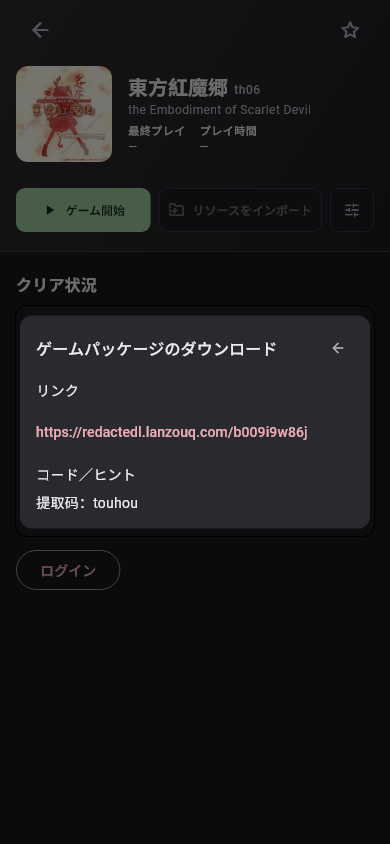 東方紅魔郷 th06
the Embodiment of Scarlet Devil
最終プレイ プレイ時間
— —
ゲーム開始 リソースをインポート
クリア状況
ゲームパッケージのダウンロード
リンク
https://redactedl.lanzouq.com/b009i9w86j
コード／ヒント
提取码：touhou
ログイン